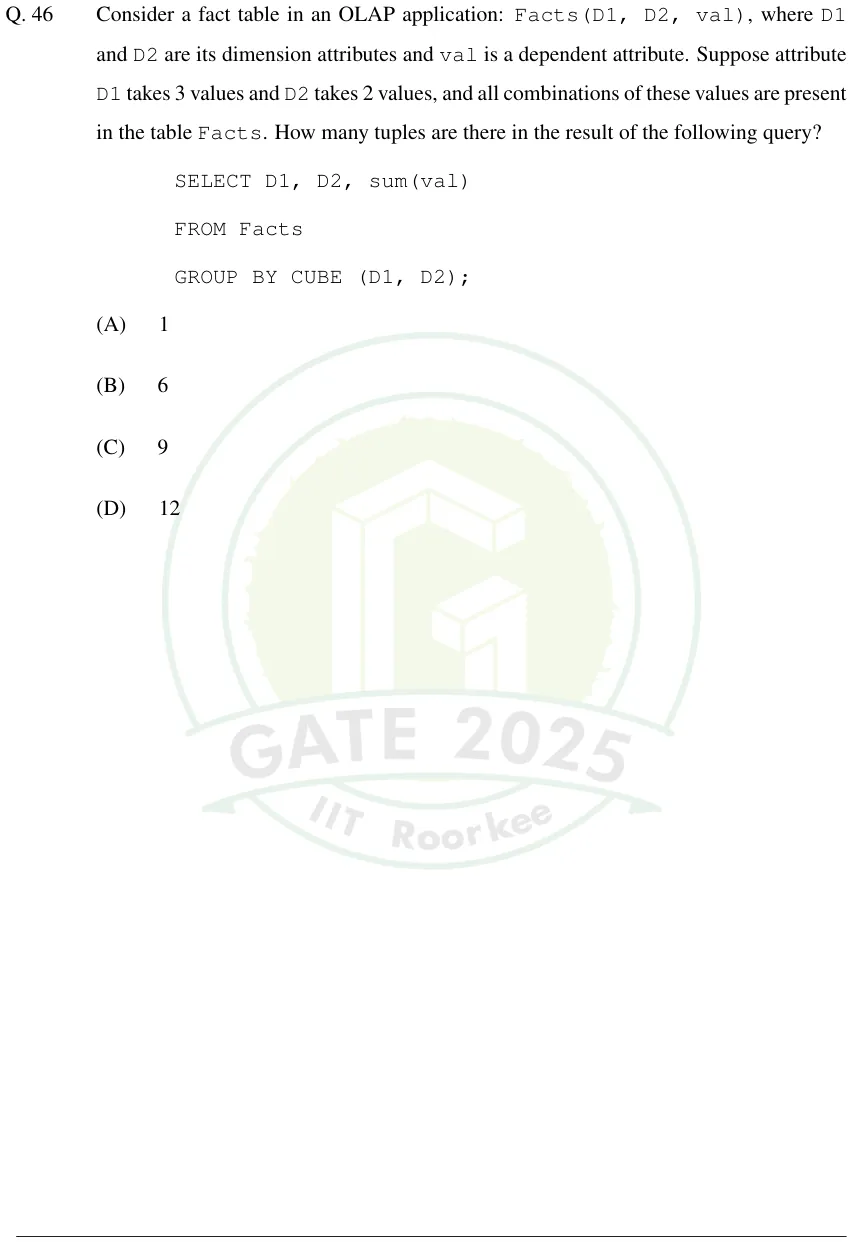 Q. 46 Consider a fact table in an OLAP application: Facts(D1, D2, val), where D1
and D2 are its dimension attributes and val is a dependent attribute. Suppose attribute
D1 takes 3 values and D2 takes 2 values, and all combinations of these values are present
in the table Facts. How many tuples are there in the result of the following query?
SELECT D1, D2, sum(val)
FROM Facts
GROUP BY CUBE (D1, D2);
(A) 1
(B) 6
(C) 9
(D) 12
GATE 2025
IIT Roorkee